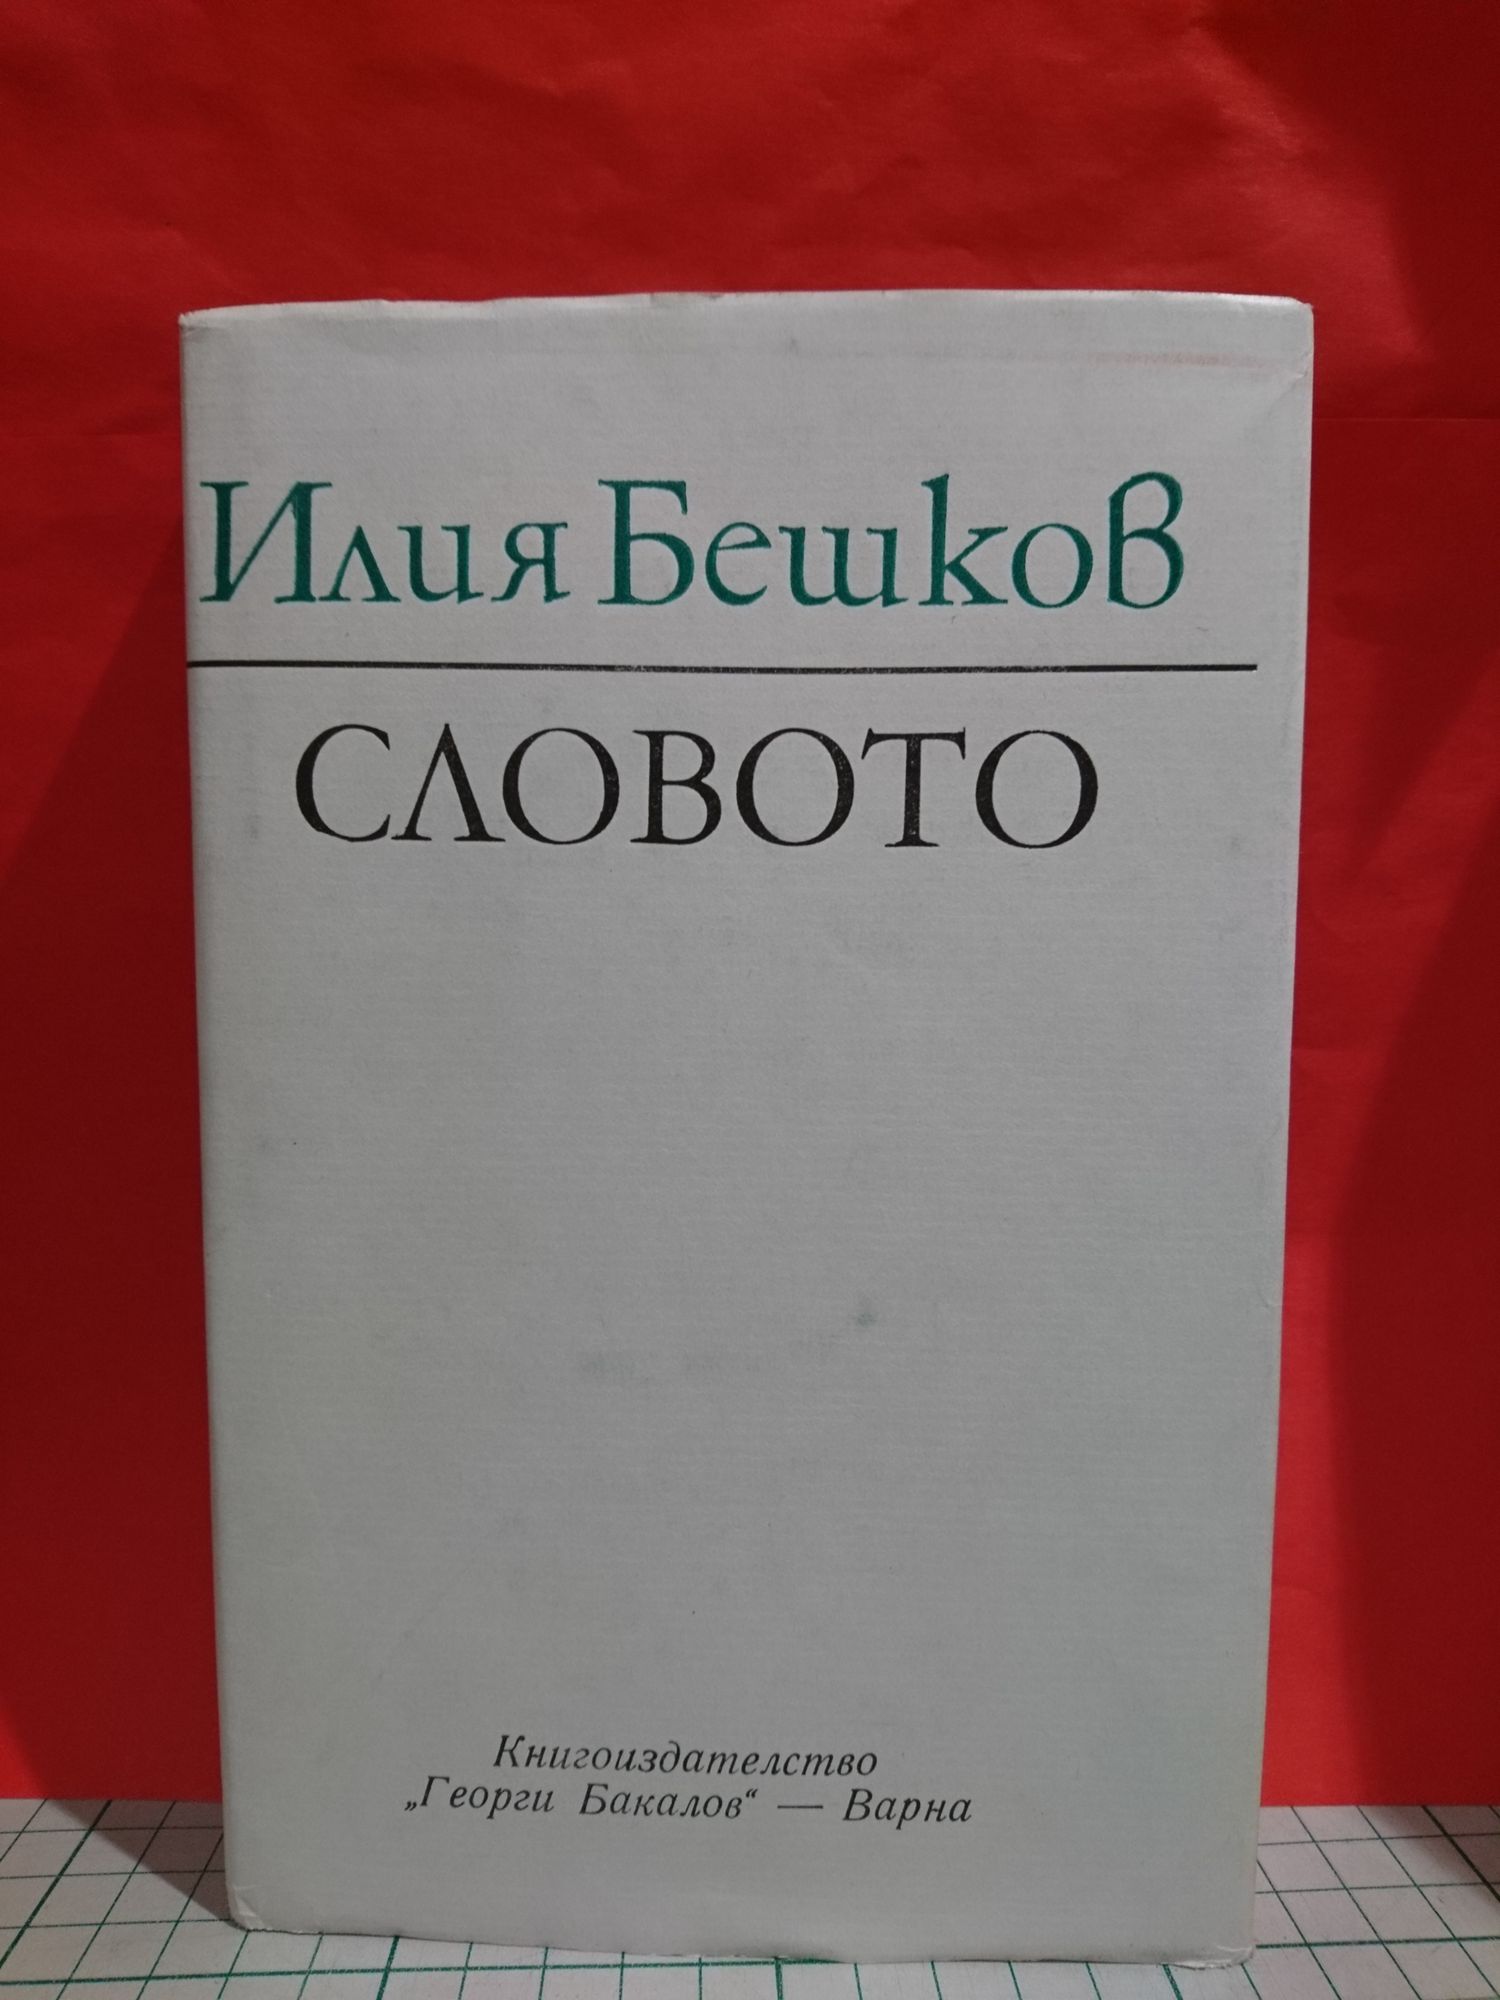 Илия Бешков
СЛОВОТО
Книгоиздателство
„Георги Бакалов“ — Варна